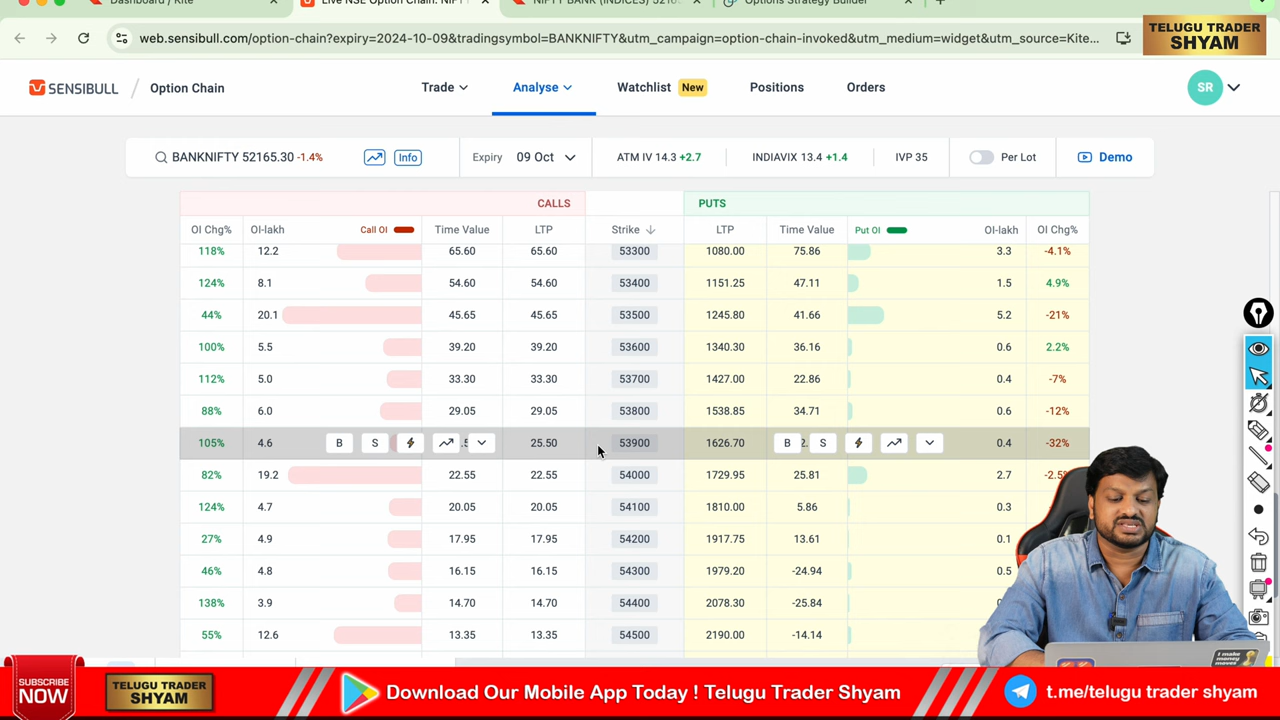 Dashboard / Kite
Live NSE Option Chain: NIFT
NIFTY BANK (INDICES) 5216
Options Strategy Builder
web.sensibull.com/option-chain?expiry=2024-10-09&tradingsymbol=BANKNIFTY&utm_campaign=option-chain-invoked&utm_medium=widget&utm_source=Kite...
TELUGU TRADER
SHYAM
SENSIBULL / Option Chain Trade Analyse Watchlist New Positions Orders SR
BANKNIFTY 52165.30 -1.4% Info Expiry 09 Oct ATM IV 14.3 +2.7 INDIAVIX 13.4 +1.4 IVP 35 Per Lot Demo
CALLS PUTS
OI Chg% OI-lakh Call OI Time Value LTP Strike LTP Time Value Put OI OI-lakh OI Chg%
118% 12.2 65.60 65.60 53300 1080.00 75.86 3.3 -4.1%
124% 8.1 54.60 54.60 53400 1151.25 47.11 1.5 4.9%
44% 20.1 45.65 45.65 53500 1245.80 41.66 5.2 -21%
100% 5.5 39.20 39.20 53600 1340.30 36.16 0.6 2.2%
112% 5.0 33.30 33.30 53700 1427.00 22.86 0.4 -7%
88% 6.0 29.05 29.05 53800 1538.85 34.71 0.6 -12%
105% 4.6 B S 25.50 53900 1626.70 B S 0.4 -32%
82% 19.2 22.55 22.55 54000 1729.95 25.81 2.7 -2.5%
124% 4.7 20.05 20.05 54100 1810.00 5.86 0.3
27% 4.9 17.95 17.95 54200 1917.75 13.61 0.1
46% 4.8 16.15 16.15 54300 1979.20 -24.94 0.5
138% 3.9 14.70 14.70 54400 2078.30 -25.84
55% 12.6 13.35 13.35 54500 2190.00 -14.14
SUBSCRIBE
NOW
TELUGU TRADER
SHYAM
Download Our Mobile App Today ! Telugu Trader Shyam
t.me/telugu trader shyam